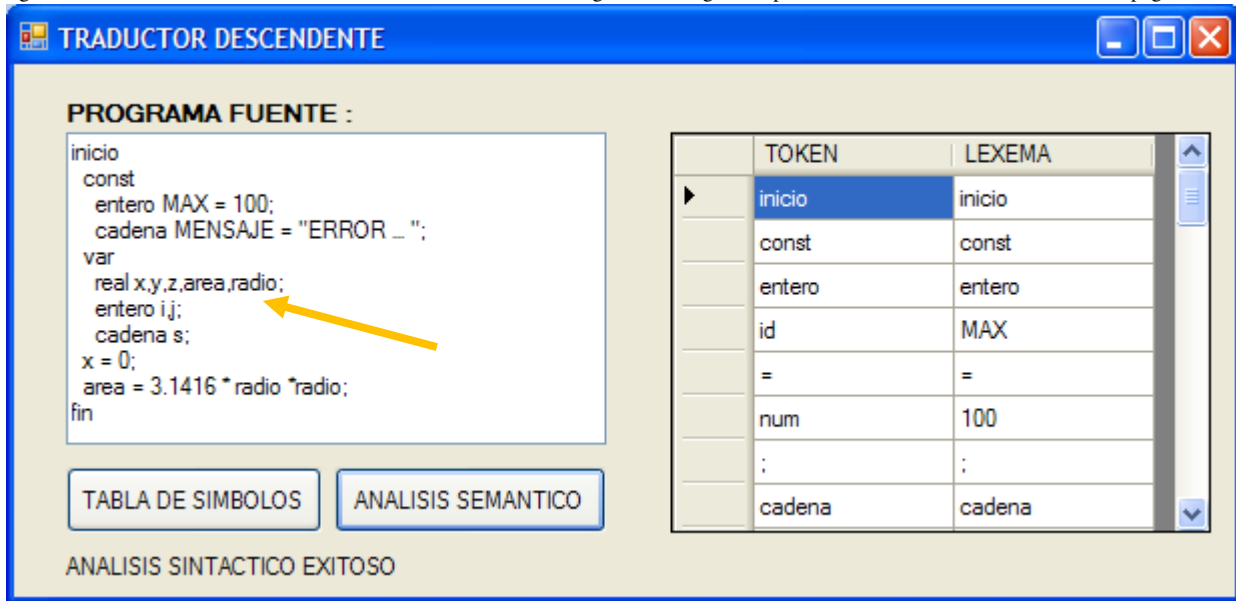 TRADUCTOR DESCENDENTE
PROGRAMA FUENTE :
inicio
const
entero MAX = 100;
cadena MENSAJE = "ERROR ... ";
var
real x,y,z,area,radio;
entero i,j;
cadena s;
x = 0;
area = 3.1416 * radio *radio;
fin
TABLA DE SIMBOLOS
ANALISIS SEMANTICO
ANALISIS SINTACTICO EXITOSO
TOKEN LEXEMA
inicio inicio
const const
entero entero
id MAX
= =
num 100
; ;
cadena cadena